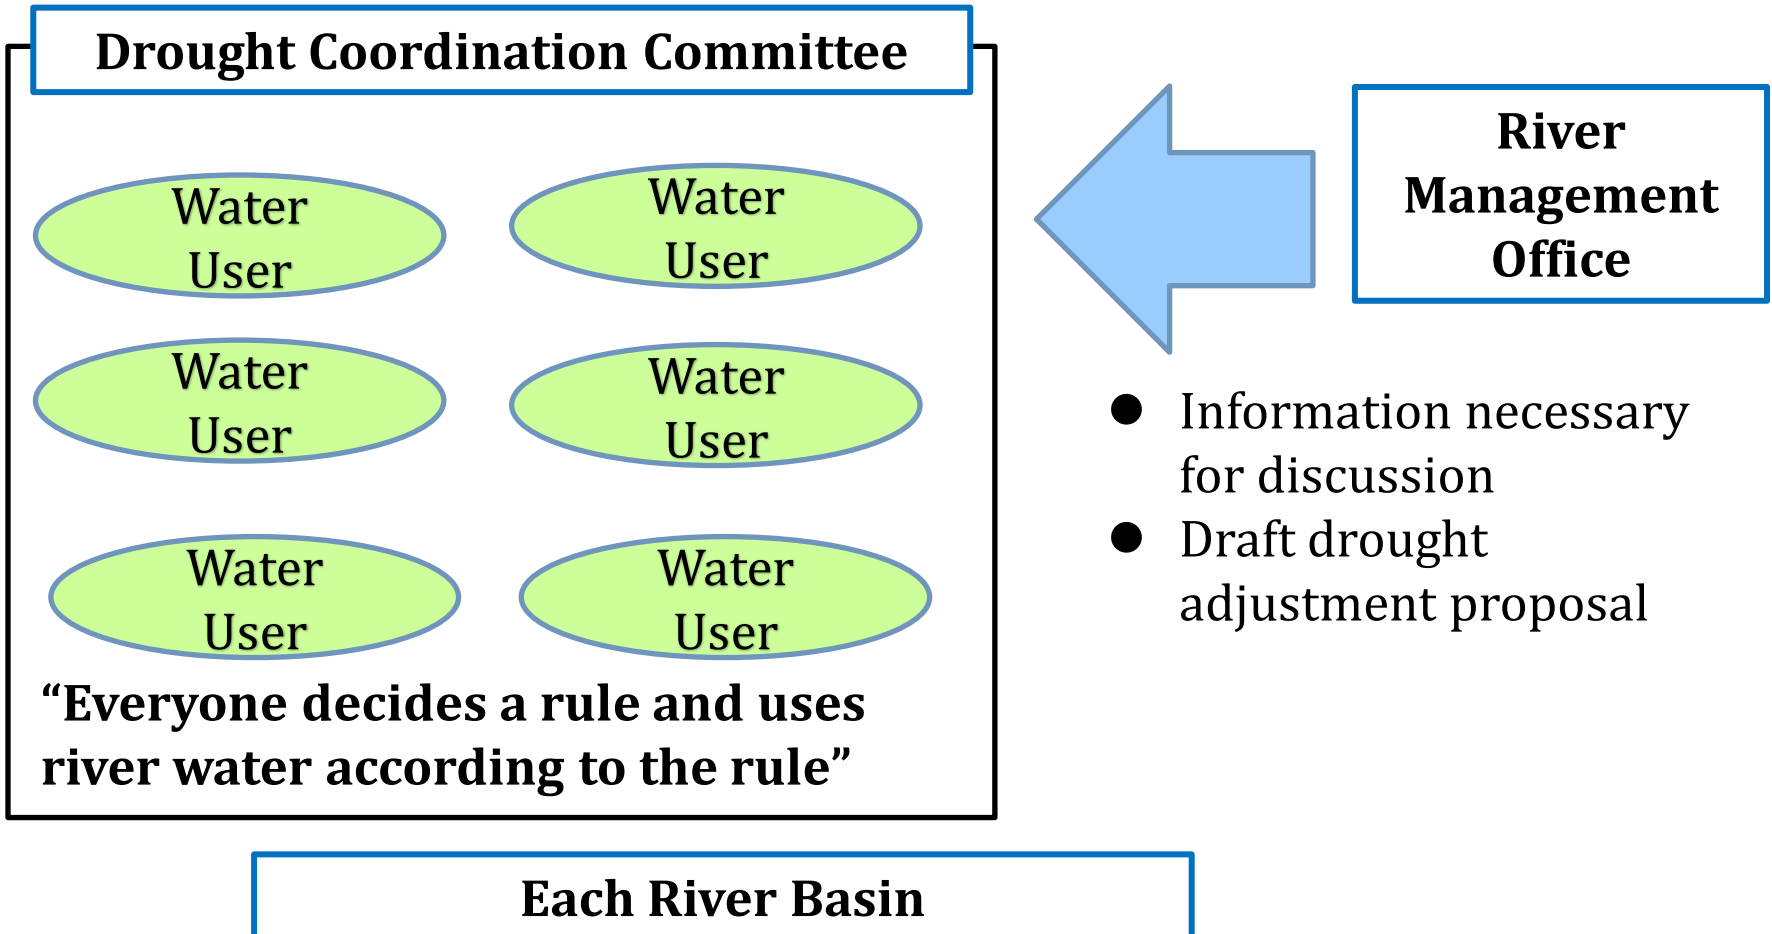 Drought Coordination Committee
Water
User
Water
User
Water
User
Water
User
Water
User
Water
User
“Everyone decides a rule and uses
river water according to the rule”
River
Management
Office
● Information necessary
for discussion
● Draft drought
adjustment proposal
Each River Basin